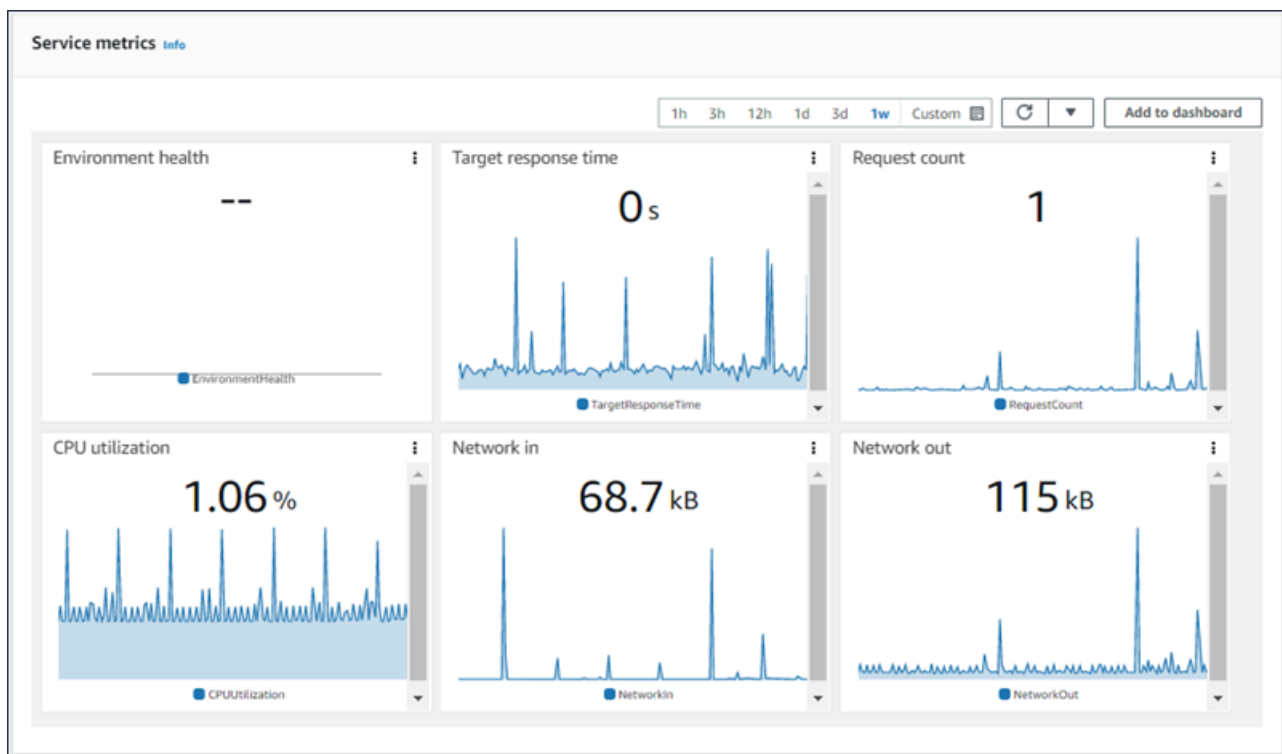 Service metrics Info
1h 3h 12h 1d 3d 1w Custom Add to dashboard
Environment health
--
EnvironmentHealth
Target response time
0 s
TargetResponseTime
Request count
1
RequestCount
CPU utilization
1.06 %
CPUUtilization
Network in
68.7 kB
NetworkIn
Network out
115 kB
NetworkOut